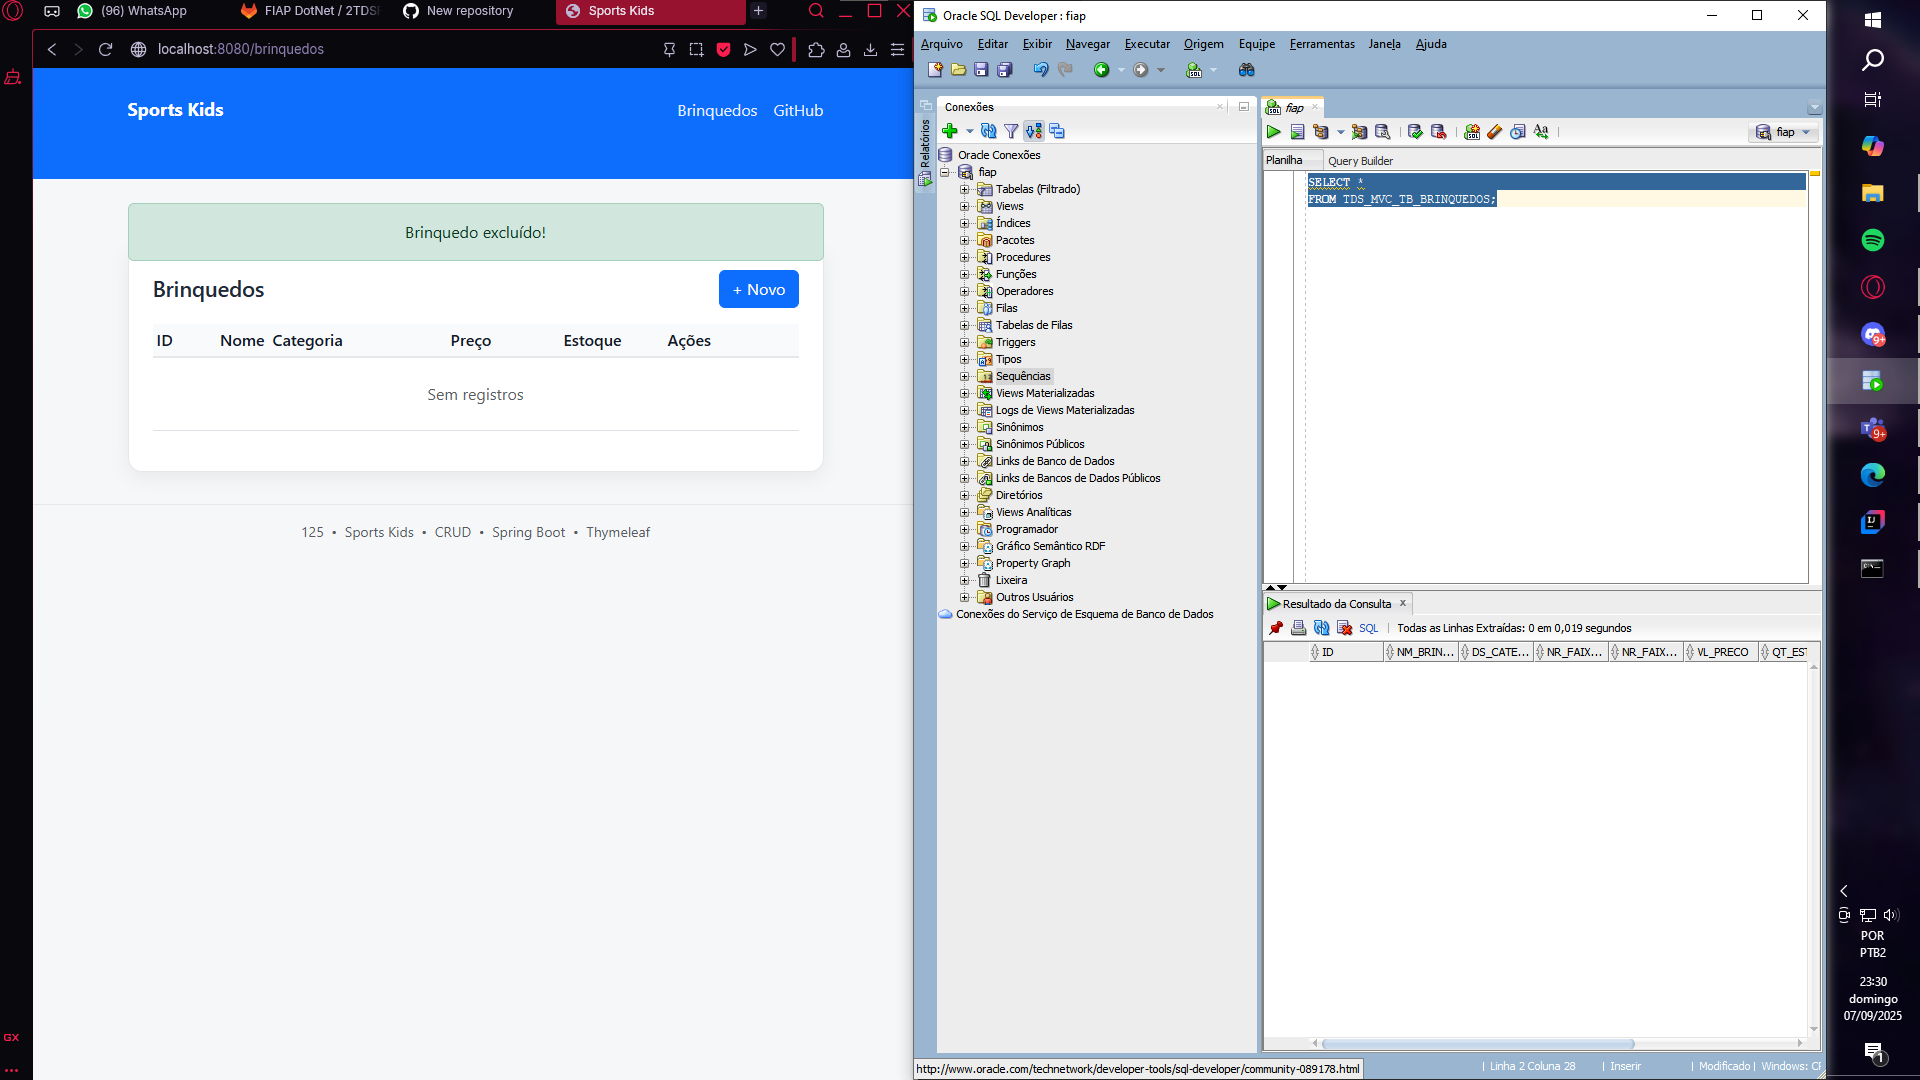 (96) WhatsApp
FIAP DotNet / 2TDS
New repository
Sports Kids
localhost:8080/brinquedos
Sports Kids
Brinquedos
GitHub
Brinquedo excluído!
Brinquedos
+ Novo
ID Nome Categoria Preço Estoque Ações
Sem registros
125 • Sports Kids • CRUD • Spring Boot • Thymeleaf
GX
Oracle SQL Developer : fiap
Arquivo Editar Exibir Navegar Executar Origem Equipe Ferramentas Janela Ajuda
Relatórios
Conexões
Oracle Conexões
fiap
Tabelas (Filtrado)
Views
Índices
Pacotes
Procedures
Funções
Operadores
Filas
Tabelas de Filas
Triggers
Tipos
Sequências
Views Materializadas
Logs de Views Materializadas
Sinônimos
Sinônimos Públicos
Links de Banco de Dados
Links de Bancos de Dados Públicos
Diretórios
Views Analíticas
Programador
Gráfico Semântico RDF
Property Graph
Lixeira
Outros Usuários
Conexões do Serviço de Esquema de Banco de Dados
fiap
fiap
Planilha Query Builder
SELECT *
FROM TDS_MVC_TB_BRINQUEDOS;
Resultado da Consulta x
SQL | Todas as Linhas Extraídas: 0 em 0,019 segundos
ID NM_BRIN... DS_CATE... NR_FAIX... NR_FAIX... VL_PRECO QT_EST
http://www.oracle.com/technetwork/developer-tools/sql-developer/community-089178.html
| Linha 2 Coluna 28 | Inserir | Modificado | Windows: CF
9+
9+
POR
PTB2
23:30
domingo
07/09/2025
1